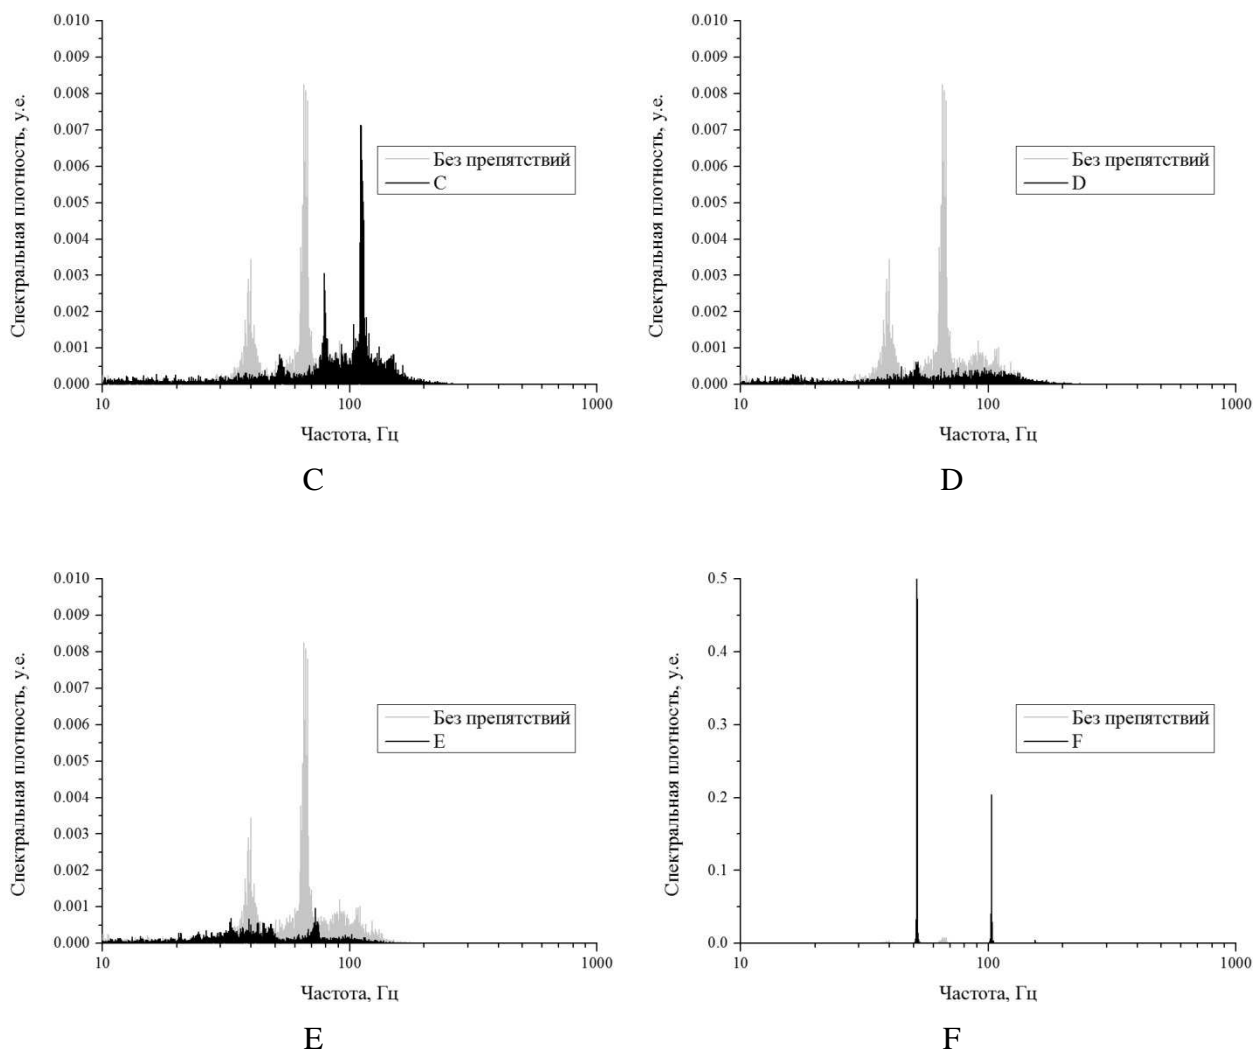 0.010
0.009
0.008
0.007
0.006
0.005
0.004
0.003
0.002
0.001
0.000
Спектральная плотность, у.е.
Без препятствий
C
10 100 1000
Частота, Гц
C
0.010
0.009
0.008
0.007
0.006
0.005
0.004
0.003
0.002
0.001
0.000
Спектральная плотность, у.е.
Без препятствий
D
10 100 1000
Частота, Гц
D
0.010
0.009
0.008
0.007
0.006
0.005
0.004
0.003
0.002
0.001
0.000
Спектральная плотность, у.е.
Без препятствий
E
10 100 1000
Частота, Гц
E
0.5
0.4
0.3
0.2
0.1
0.0
Спектральная плотность, у.е.
Без препятствий
F
10 100 1000
Частота, Гц
F